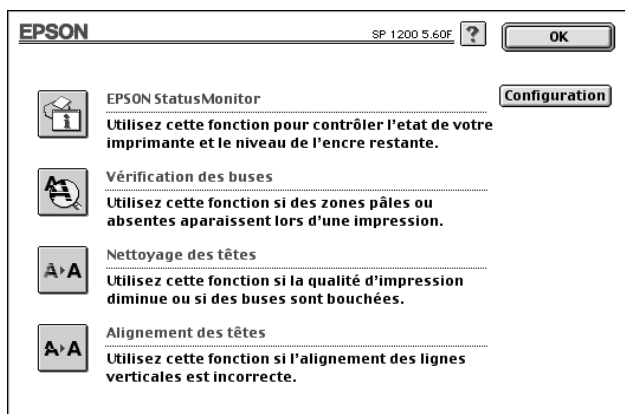 EPSON
SP 1200 5.60F
?
OK
EPSON StatusMonitor
Configuration
Utilisez cette fonction pour contrôler l'etat de votre
imprimante et le niveau de l'encre restante.
Vérification des buses
Utilisez cette fonction si des zones pâles ou
absentes aparaissent lors d'une impression.
Nettoyage des têtes
A▸A
Utilisez cette fonction si la qualité d'impression
diminue ou si des buses sont bouchées.
Alignement des têtes
A▸A
Utilisez cette fonction si l'alignement des lignes
verticales est incorrecte.